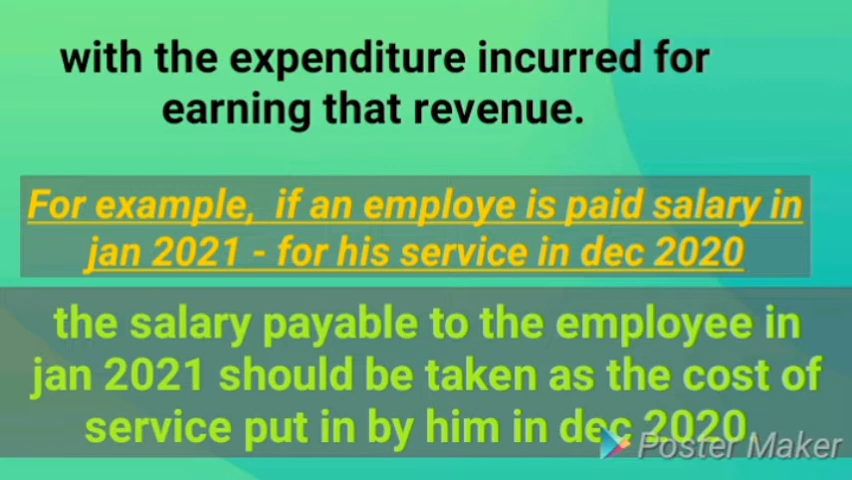 with the expenditure incurred for
earning that revenue.
For example, if an employe is paid salary in
jan 2021 - for his service in dec 2020
the salary payable to the employee in
jan 2021 should be taken as the cost of
service put in by him in dec 2020
Poster Maker